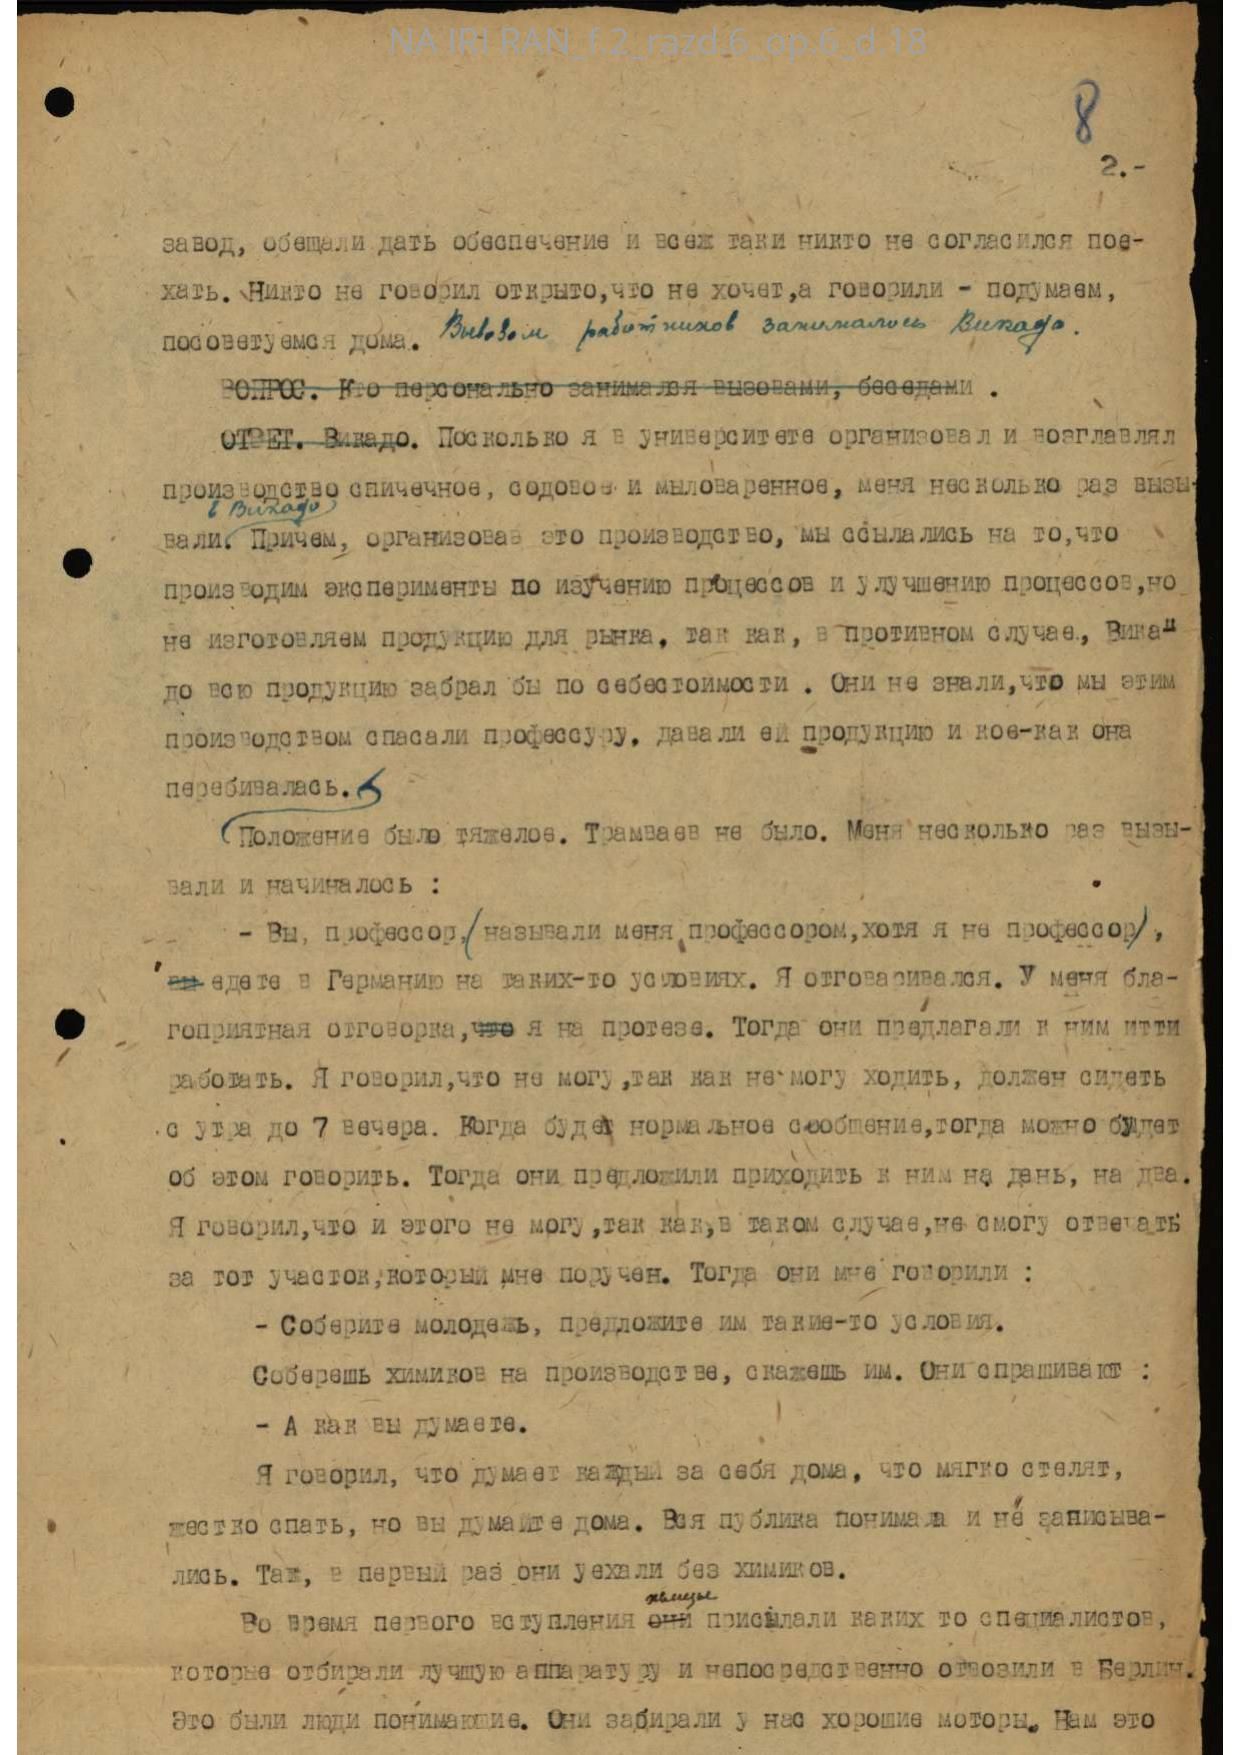 NA IRI RAN_f.2_razd.6_op.6_d.18
8
2.-
завод, обещали дать обеспечение и всеж таки никто не согласился пое-
хать. Никто не говорил открыто,что не хочет,а говорили - подумаем,
посоветуемся дома. Вывозом работников занималось Викадо.
ВОПРОС. Кто персонально занимался вызовами, беседами .
ОТВЕТ. Викадо. Посколько я в университете организовал и возглавлял
производство спичечное, содовое и мыловаренное, меня несколько раз вызы-
в Викадо
вали. Причем, организовав это производство, мы ссылались на то,что
производим эксперименты по изучению процессов и улучшению процессов,но
не изготовляем продукцию для рынка, так как, в противном случае, Вика-
до всю продукцию забрал бы по себестоимости . Они не знали,что мы этим
производством спасали профессуру, давали ей продукцию и кое-как она
перебивалась.
Положение было тяжелое. Трамваев не было. Меня несколько раз вызы-
вали и начиналось :
- Вы, профессор,(называли меня профессором,хотя я не профессор),
вы едете в Германию на таких-то условиях. Я отговаривался. У меня бла-
гоприятная отговорка,что я на протезе. Тогда они предлагали к ним итти
работать. Я говорил,что не могу,так как не могу ходить, должен сидеть
с утра до 7 вечера. Когда будет нормальное сообщение,тогда можно будет
об этом говорить. Тогда они предложили приходить к ним на день, на два.
Я говорил,что и этого не могу,так как,в таком случае,не смогу отвечать
за тот участок,который мне поручен. Тогда они мне говорили :
- Соберите молодежь, предложите им такие-то условия.
Соберешь химиков на производстве, скажешь им. Они спрашивают :
- А как вы думаете.
Я говорил, что думает каждый за себя дома, что мягко стелят,
жестко спать, но вы думайте дома. Вся публика понимала и не записыва-
лись. Так, в первый раз они уехали без химиков.
немцы
Во время первого вступления они присылали каких то специалистов,
которые отбирали лучшую аппаратуру и непосредственно отвозили в Берлин.
Это были люди понимающие. Они забирали у нас хорошие моторы. Нам это